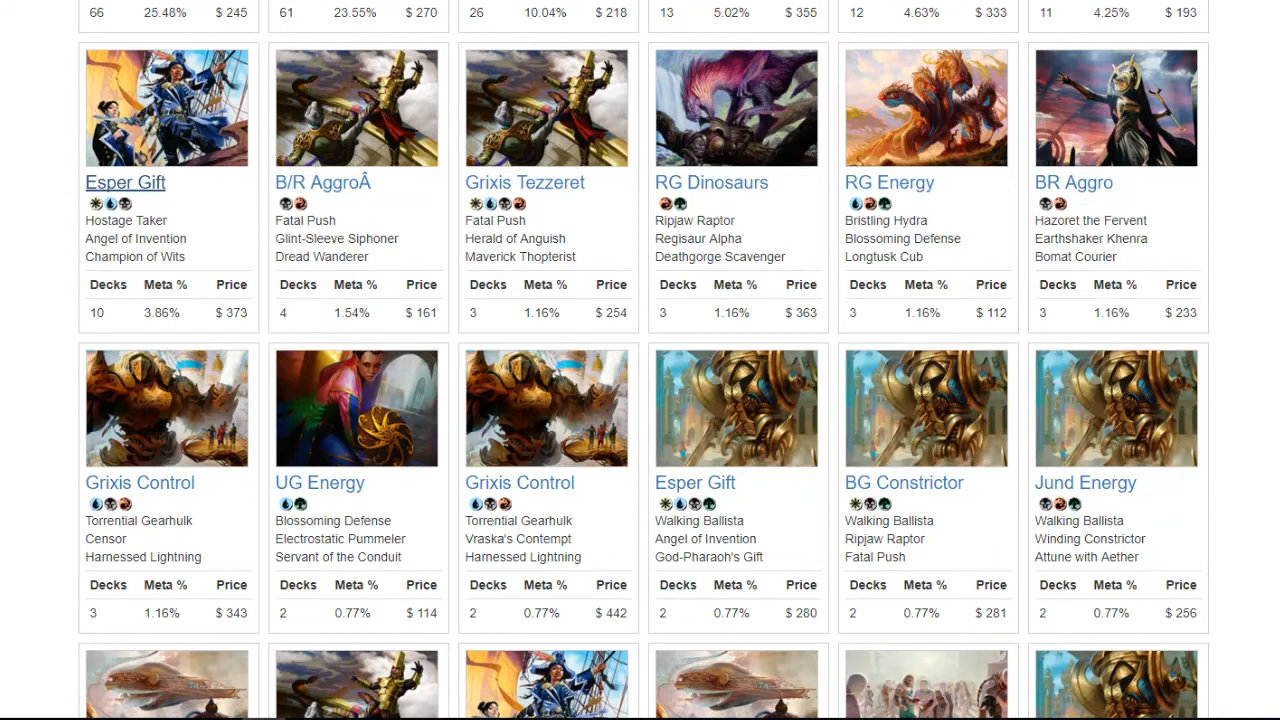 66 25.48% $ 245
61 23.55% $ 270
26 10.04% $ 218
13 5.02% $ 355
12 4.63% $ 333
11 4.25% $ 193
Esper Gift
Hostage Taker
Angel of Invention
Champion of Wits
Decks Meta % Price
10 3.86% $ 373
B/R AggroÂ
Fatal Push
Glint-Sleeve Siphoner
Dread Wanderer
Decks Meta % Price
4 1.54% $ 161
Grixis Tezzeret
Fatal Push
Herald of Anguish
Maverick Thopterist
Decks Meta % Price
3 1.16% $ 254
RG Dinosaurs
Ripjaw Raptor
Regisaur Alpha
Deathgorge Scavenger
Decks Meta % Price
3 1.16% $ 363
RG Energy
Bristling Hydra
Blossoming Defense
Longtusk Cub
Decks Meta % Price
3 1.16% $ 112
BR Aggro
Hazoret the Fervent
Earthshaker Khenra
Bomat Courier
Decks Meta % Price
3 1.16% $ 233
Grixis Control
Torrential Gearhulk
Censor
Harnessed Lightning
Decks Meta % Price
3 1.16% $ 343
UG Energy
Blossoming Defense
Electrostatic Pummeler
Servant of the Conduit
Decks Meta % Price
2 0.77% $ 114
Grixis Control
Torrential Gearhulk
Vraska's Contempt
Harnessed Lightning
Decks Meta % Price
2 0.77% $ 442
Esper Gift
Walking Ballista
Angel of Invention
God-Pharaoh's Gift
Decks Meta % Price
2 0.77% $ 280
BG Constrictor
Walking Ballista
Ripjaw Raptor
Fatal Push
Decks Meta % Price
2 0.77% $ 281
Jund Energy
Walking Ballista
Winding Constrictor
Attune with Aether
Decks Meta % Price
2 0.77% $ 256